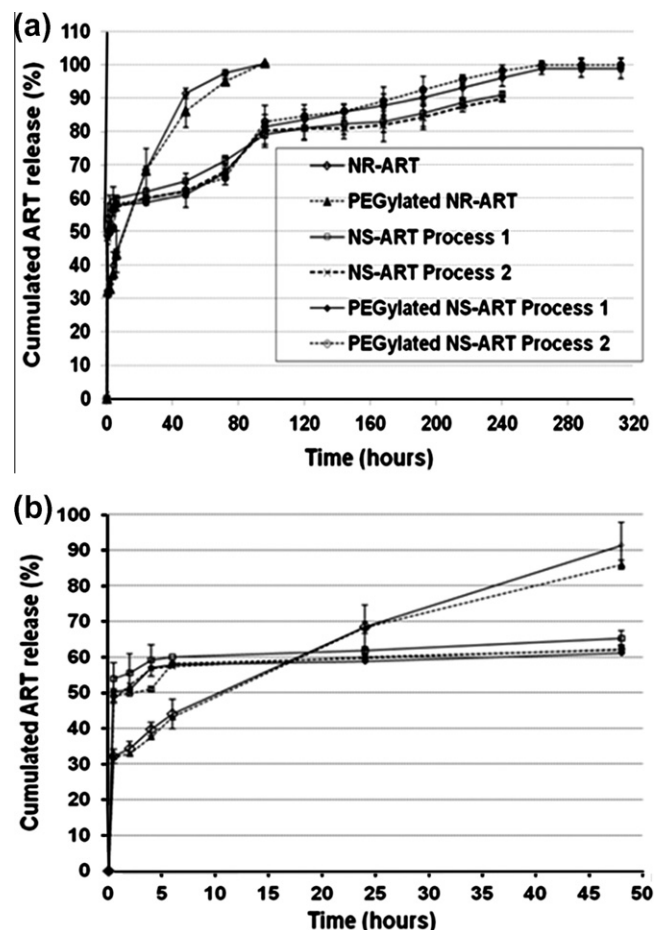 (a)
110
100
90
80
70
60
50
40
30
20
10
0
Cumulated ART release (%)
NR-ART
PEGylated NR-ART
NS-ART Process 1
NS-ART Process 2
PEGylated NS-ART Process 1
PEGylated NS-ART Process 2
0 40 80 120 160 200 240 280 320
Time (hours)
(b)
100
90
80
70
60
50
40
30
20
10
0
Cumulated ART release (%)
0 5 10 15 20 25 30 35 40 45 50
Time (hours)